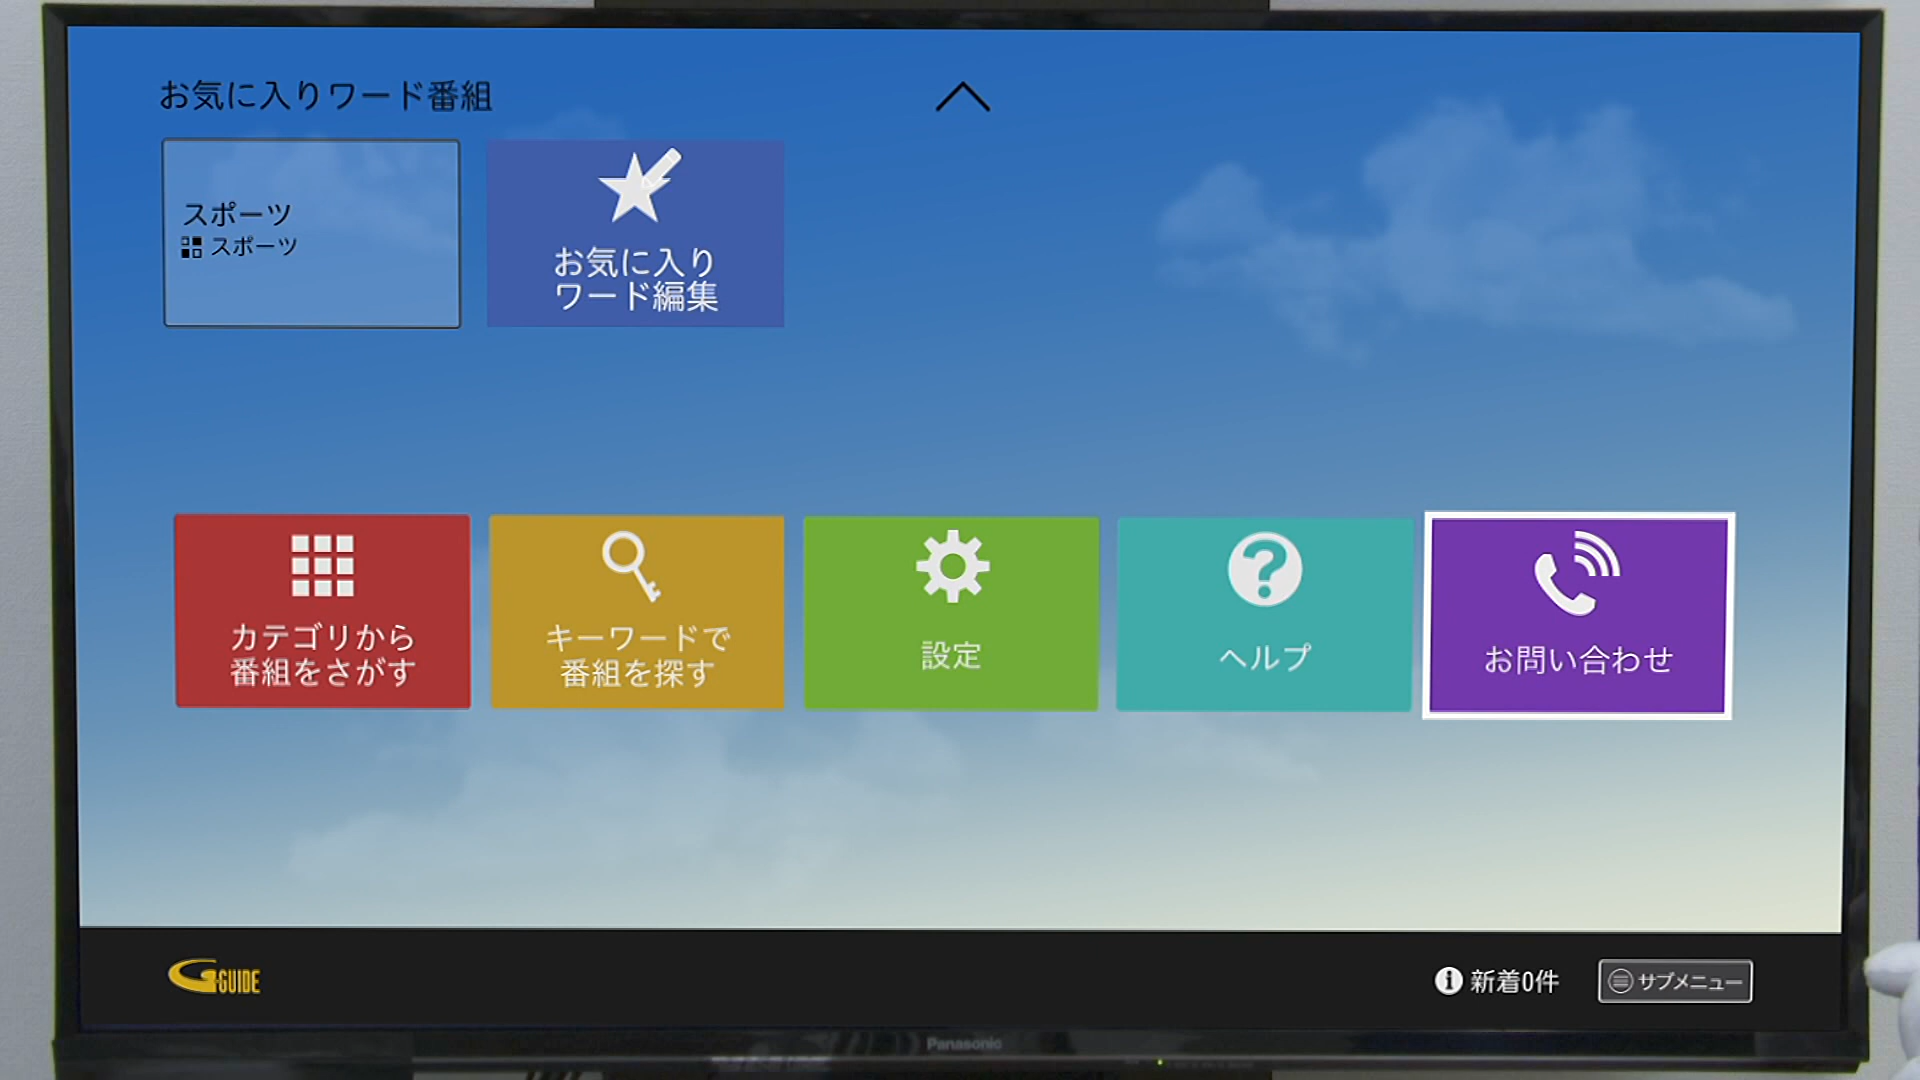 お気に入りワード番組
スポーツ
スポーツ
お気に入り
ワード編集
カテゴリから
番組をさがす
キーワードで
番組を探す
設定
ヘルプ
お問い合わせ
G-GUIDE
新着0件
サブメニュー
Panasonic